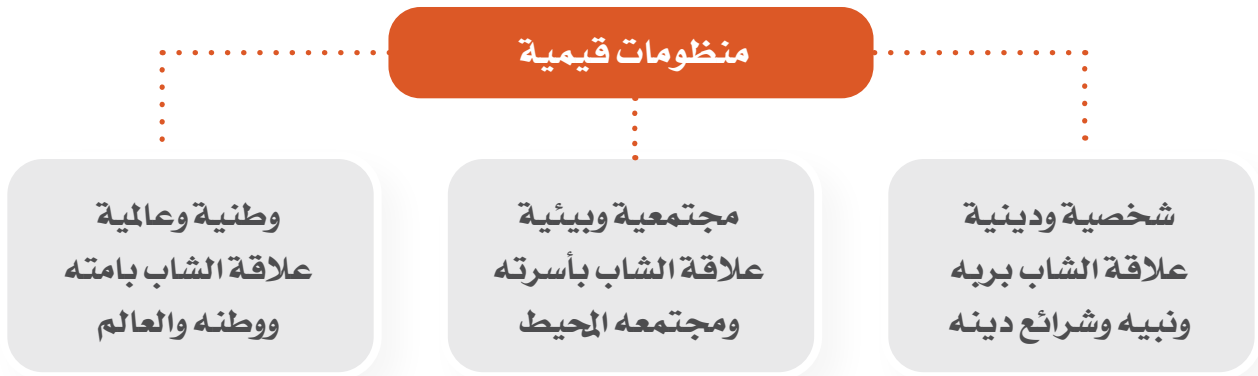 منظومات قيمية
شخصية ودينية
علاقة الشاب بربه
ونبيه وشرائع دينه
مجتمعية وبيئية
علاقة الشاب بأسرته
ومجتمعه المحيط
وطنية وعالمية
علاقة الشاب بامته
ووطنه والعالم